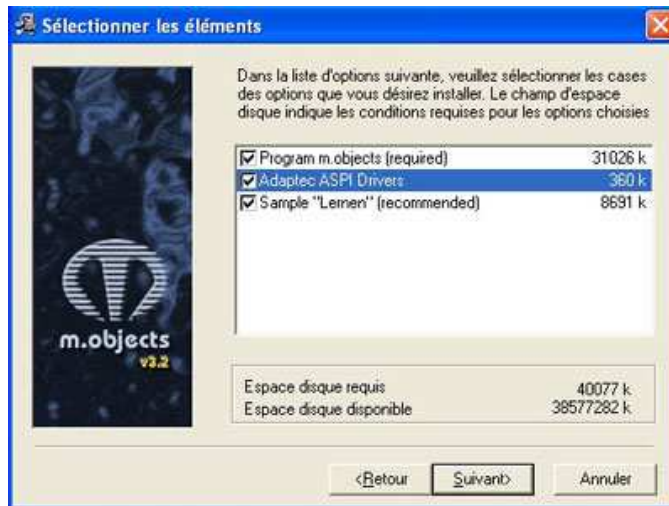 Sélectionner les éléments
Dans la liste d'options suivante, veuillez sélectionner les cases
des options que vous désirez installer. Le champ d'espace
disque indique les conditions requises pour les options choisies
Program m.objects (required) 31026 k
Adaptec ASPI Drivers 360 k
Sample "Lernen" (recommended) 8691 k
m.objects
v3.2
Espace disque requis 40077 k
Espace disque disponible 38577282 k
<Retour Suivant> Annuler